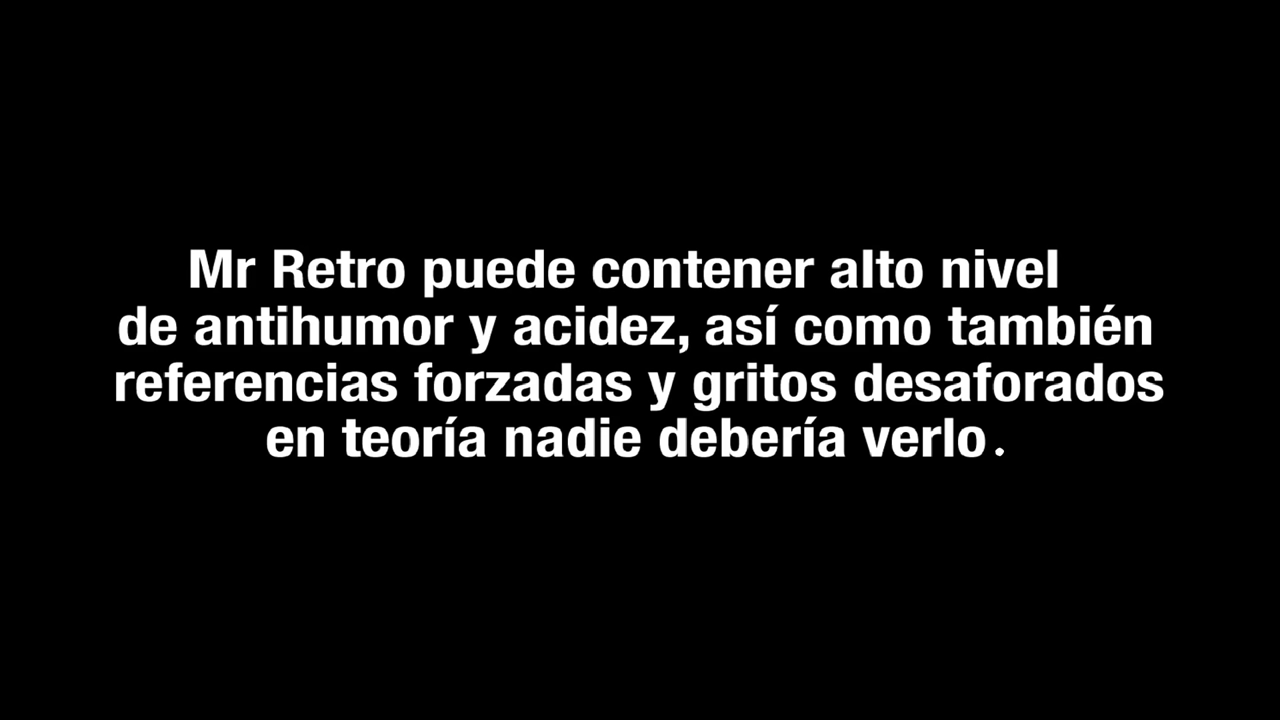 Mr Retro puede contener alto nivel
de antihumor y acidez, así como también
referencias forzadas y gritos desaforados
en teoría nadie debería verlo.